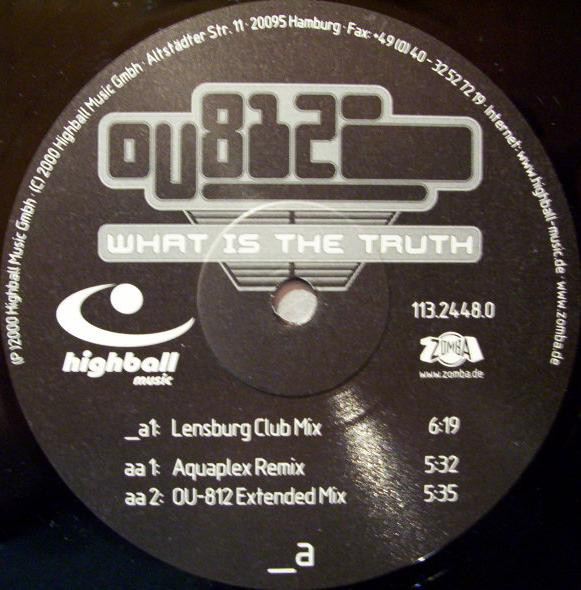 (P)2000 Highball Music Gmbh · (C) 2000 Highball Music Gmbh · Altstädter Str. 11 · 20095 Hamburg · Fax: +49 (0) 40 - 32 52 72 19 · Internet: www.highball-music.de · www.zomba.de
OU812
WHAT IS THE TRUTH
highball
music
113.2448.0
ZOMBA
www.zomba.de
_a1: Lensburg Club Mix 6:19
aa 1: Aquaplex Remix 5:32
aa 2: OU-812 Extended Mix 5:35
_a